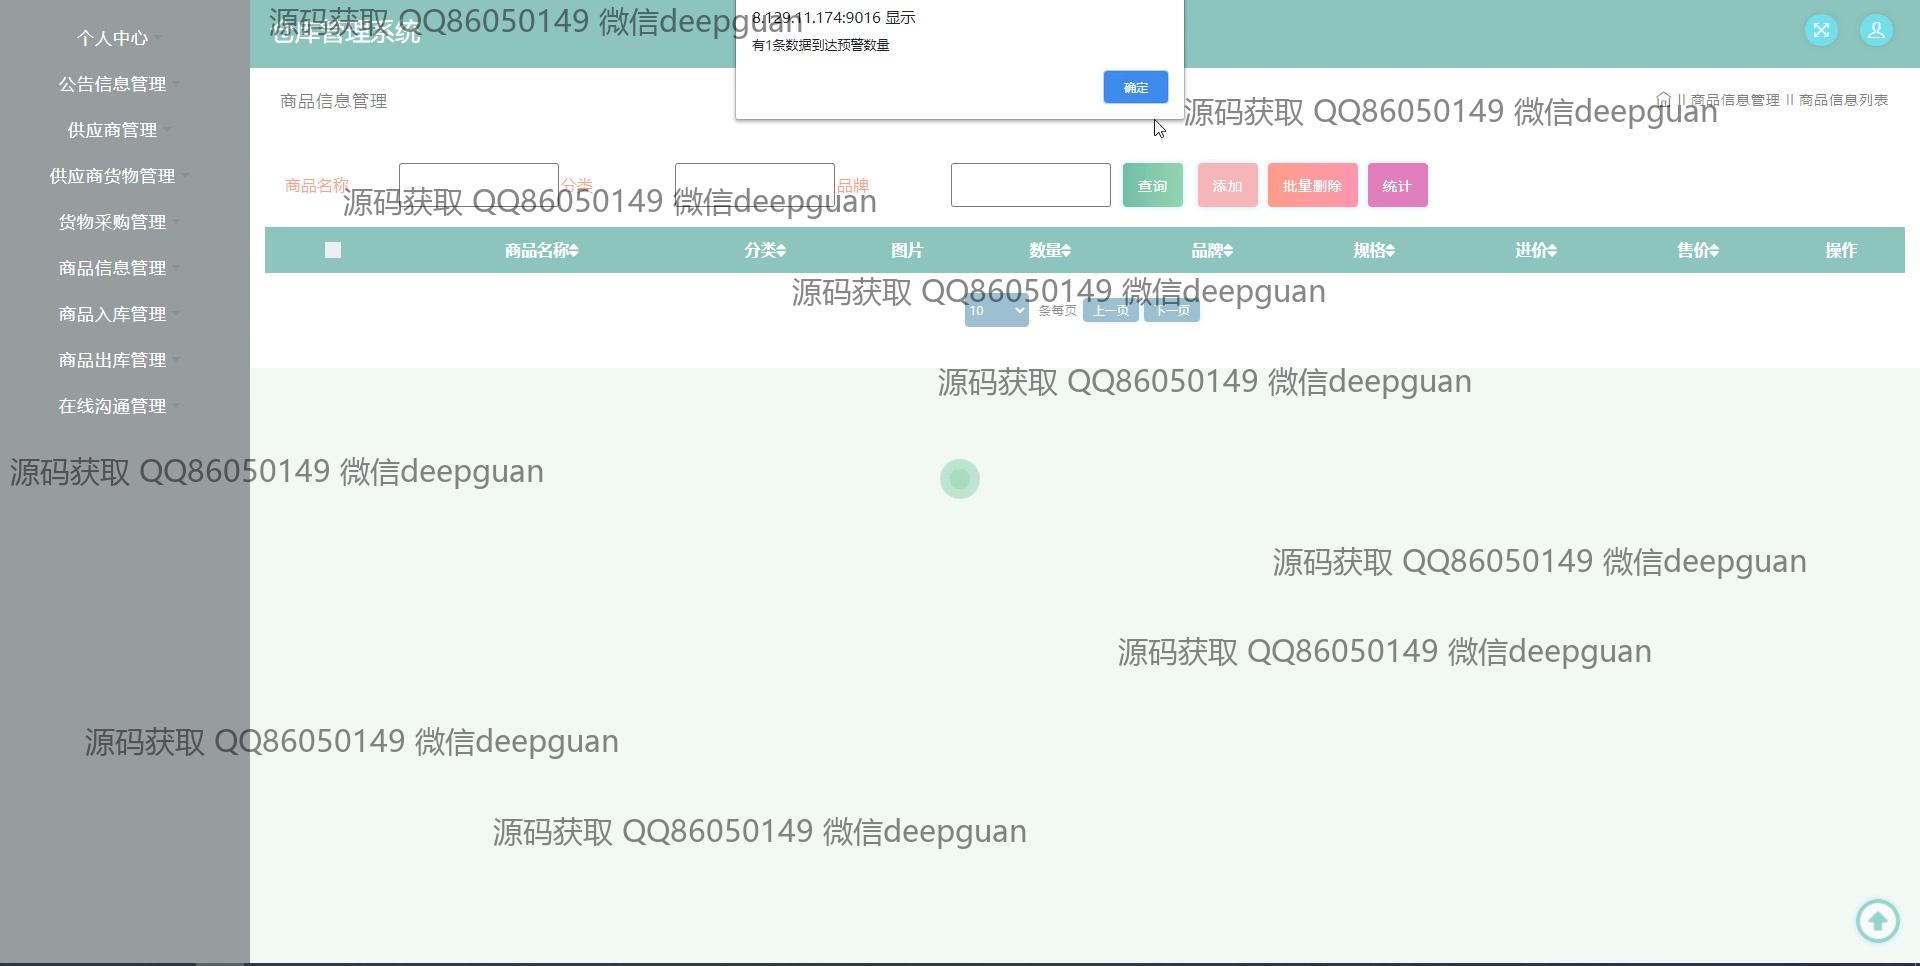 源码获取 QQ86050149 微信deepguan
仓库管理系统
8.129.11.174:9016 显示
有1条数据到达预警数量
确定
个人中心
公告信息管理
供应商管理
供应商货物管理
货物采购管理
商品信息管理
商品入库管理
商品出库管理
在线沟通管理
商品信息管理
源码获取 QQ86050149 微信deepguan
|| 商品信息管理 || 商品信息列表
商品名称 分类 品牌 查询 添加 批量删除 统计
源码获取 QQ86050149 微信deepguan
商品名称 分类 图片 数量 品牌 规格 进价 售价 操作
源码获取 QQ86050149 微信deepguan
10 条每页 上一页 下一页
源码获取 QQ86050149 微信deepguan
源码获取 QQ86050149 微信deepguan
源码获取 QQ86050149 微信deepguan
源码获取 QQ86050149 微信deepguan
源码获取 QQ86050149 微信deepguan
源码获取 QQ86050149 微信deepguan